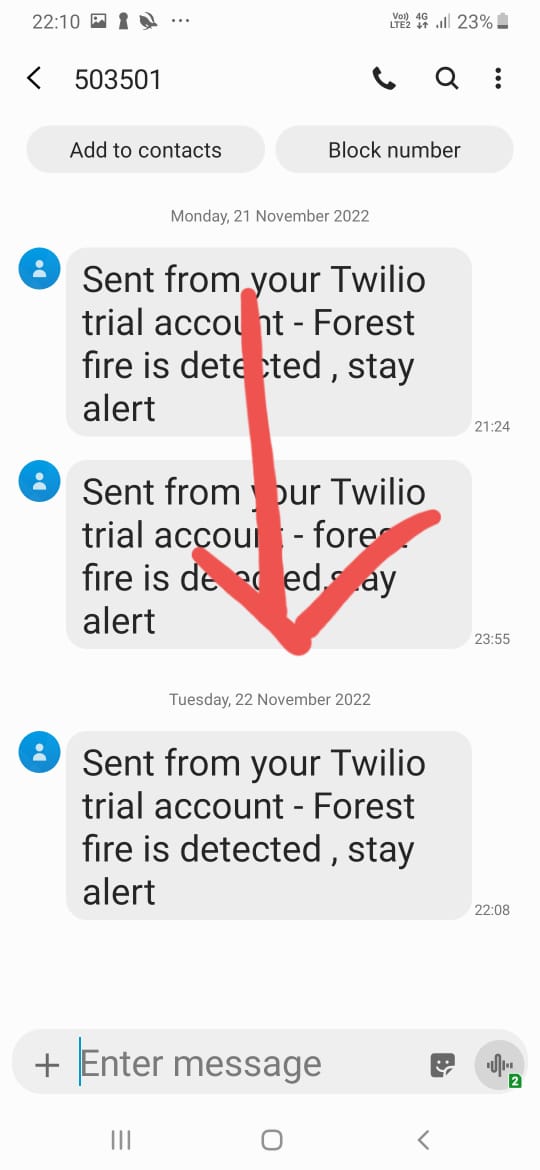 22:10
Vo)) 4G
LTE2 23%
503501
Add to contacts
Block number
Monday, 21 November 2022
Sent from your Twilio
trial account - Forest
fire is detected , stay
alert
21:24
Sent from your Twilio
trial account - forest
fire is detected,stay
alert
23:55
Tuesday, 22 November 2022
Sent from your Twilio
trial account - Forest
fire is detected , stay
alert
22:08
Enter message
2